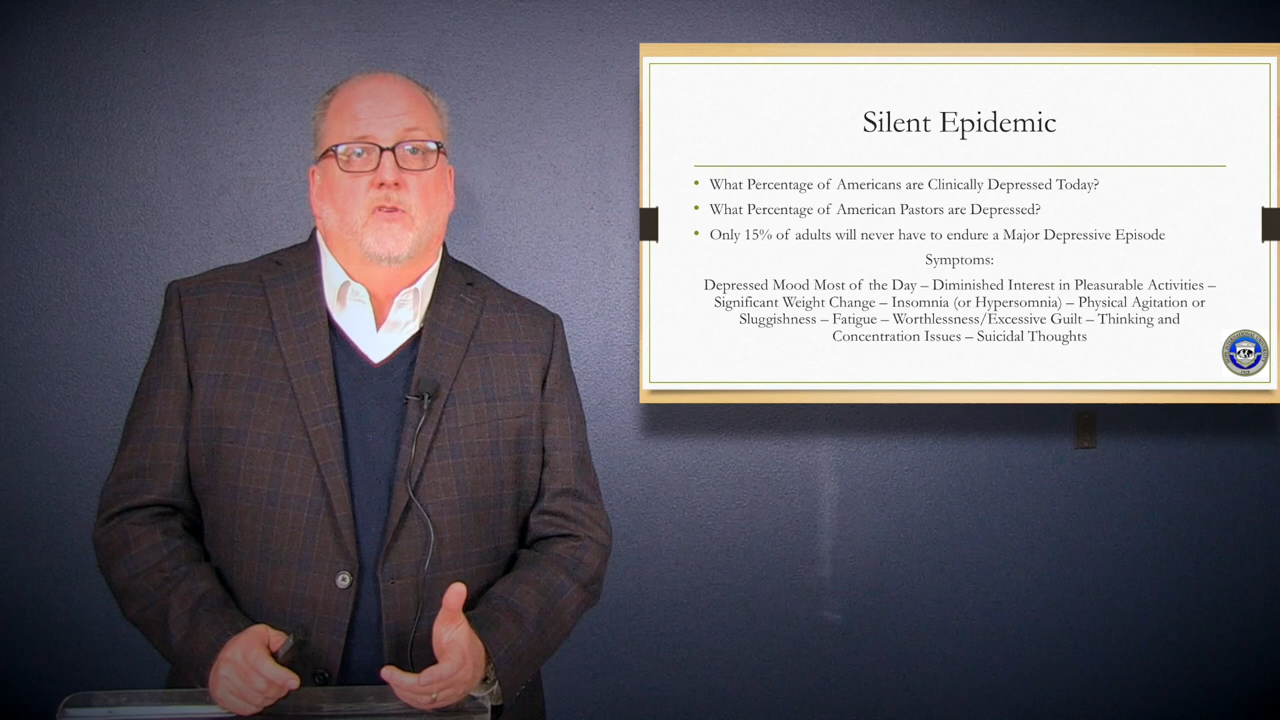 Silent Epidemic
• What Percentage of Americans are Clinically Depressed Today?
• What Percentage of American Pastors are Depressed?
• Only 15% of adults will never have to endure a Major Depressive Episode
Symptoms:
Depressed Mood Most of the Day – Diminished Interest in Pleasurable Activities –
Significant Weight Change – Insomnia (or Hypersomnia) – Physical Agitation or
Sluggishness – Fatigue – Worthlessness/Excessive Guilt – Thinking and
Concentration Issues – Suicidal Thoughts